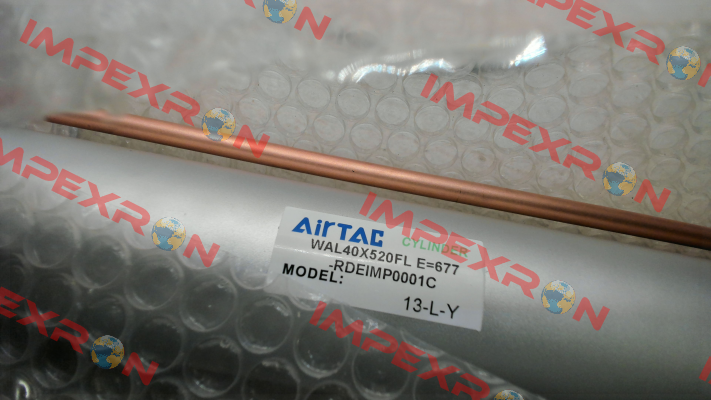 IMPEXRON
IMPEXRON
IMPEXRON
IMPEXRON
IMPEXRON
IMPEXRON
IMPEXRON
AirTAC CYLINDER
WAL40X520FL E=677
-RDEIMP0001C
MODEL:
13-L-Y